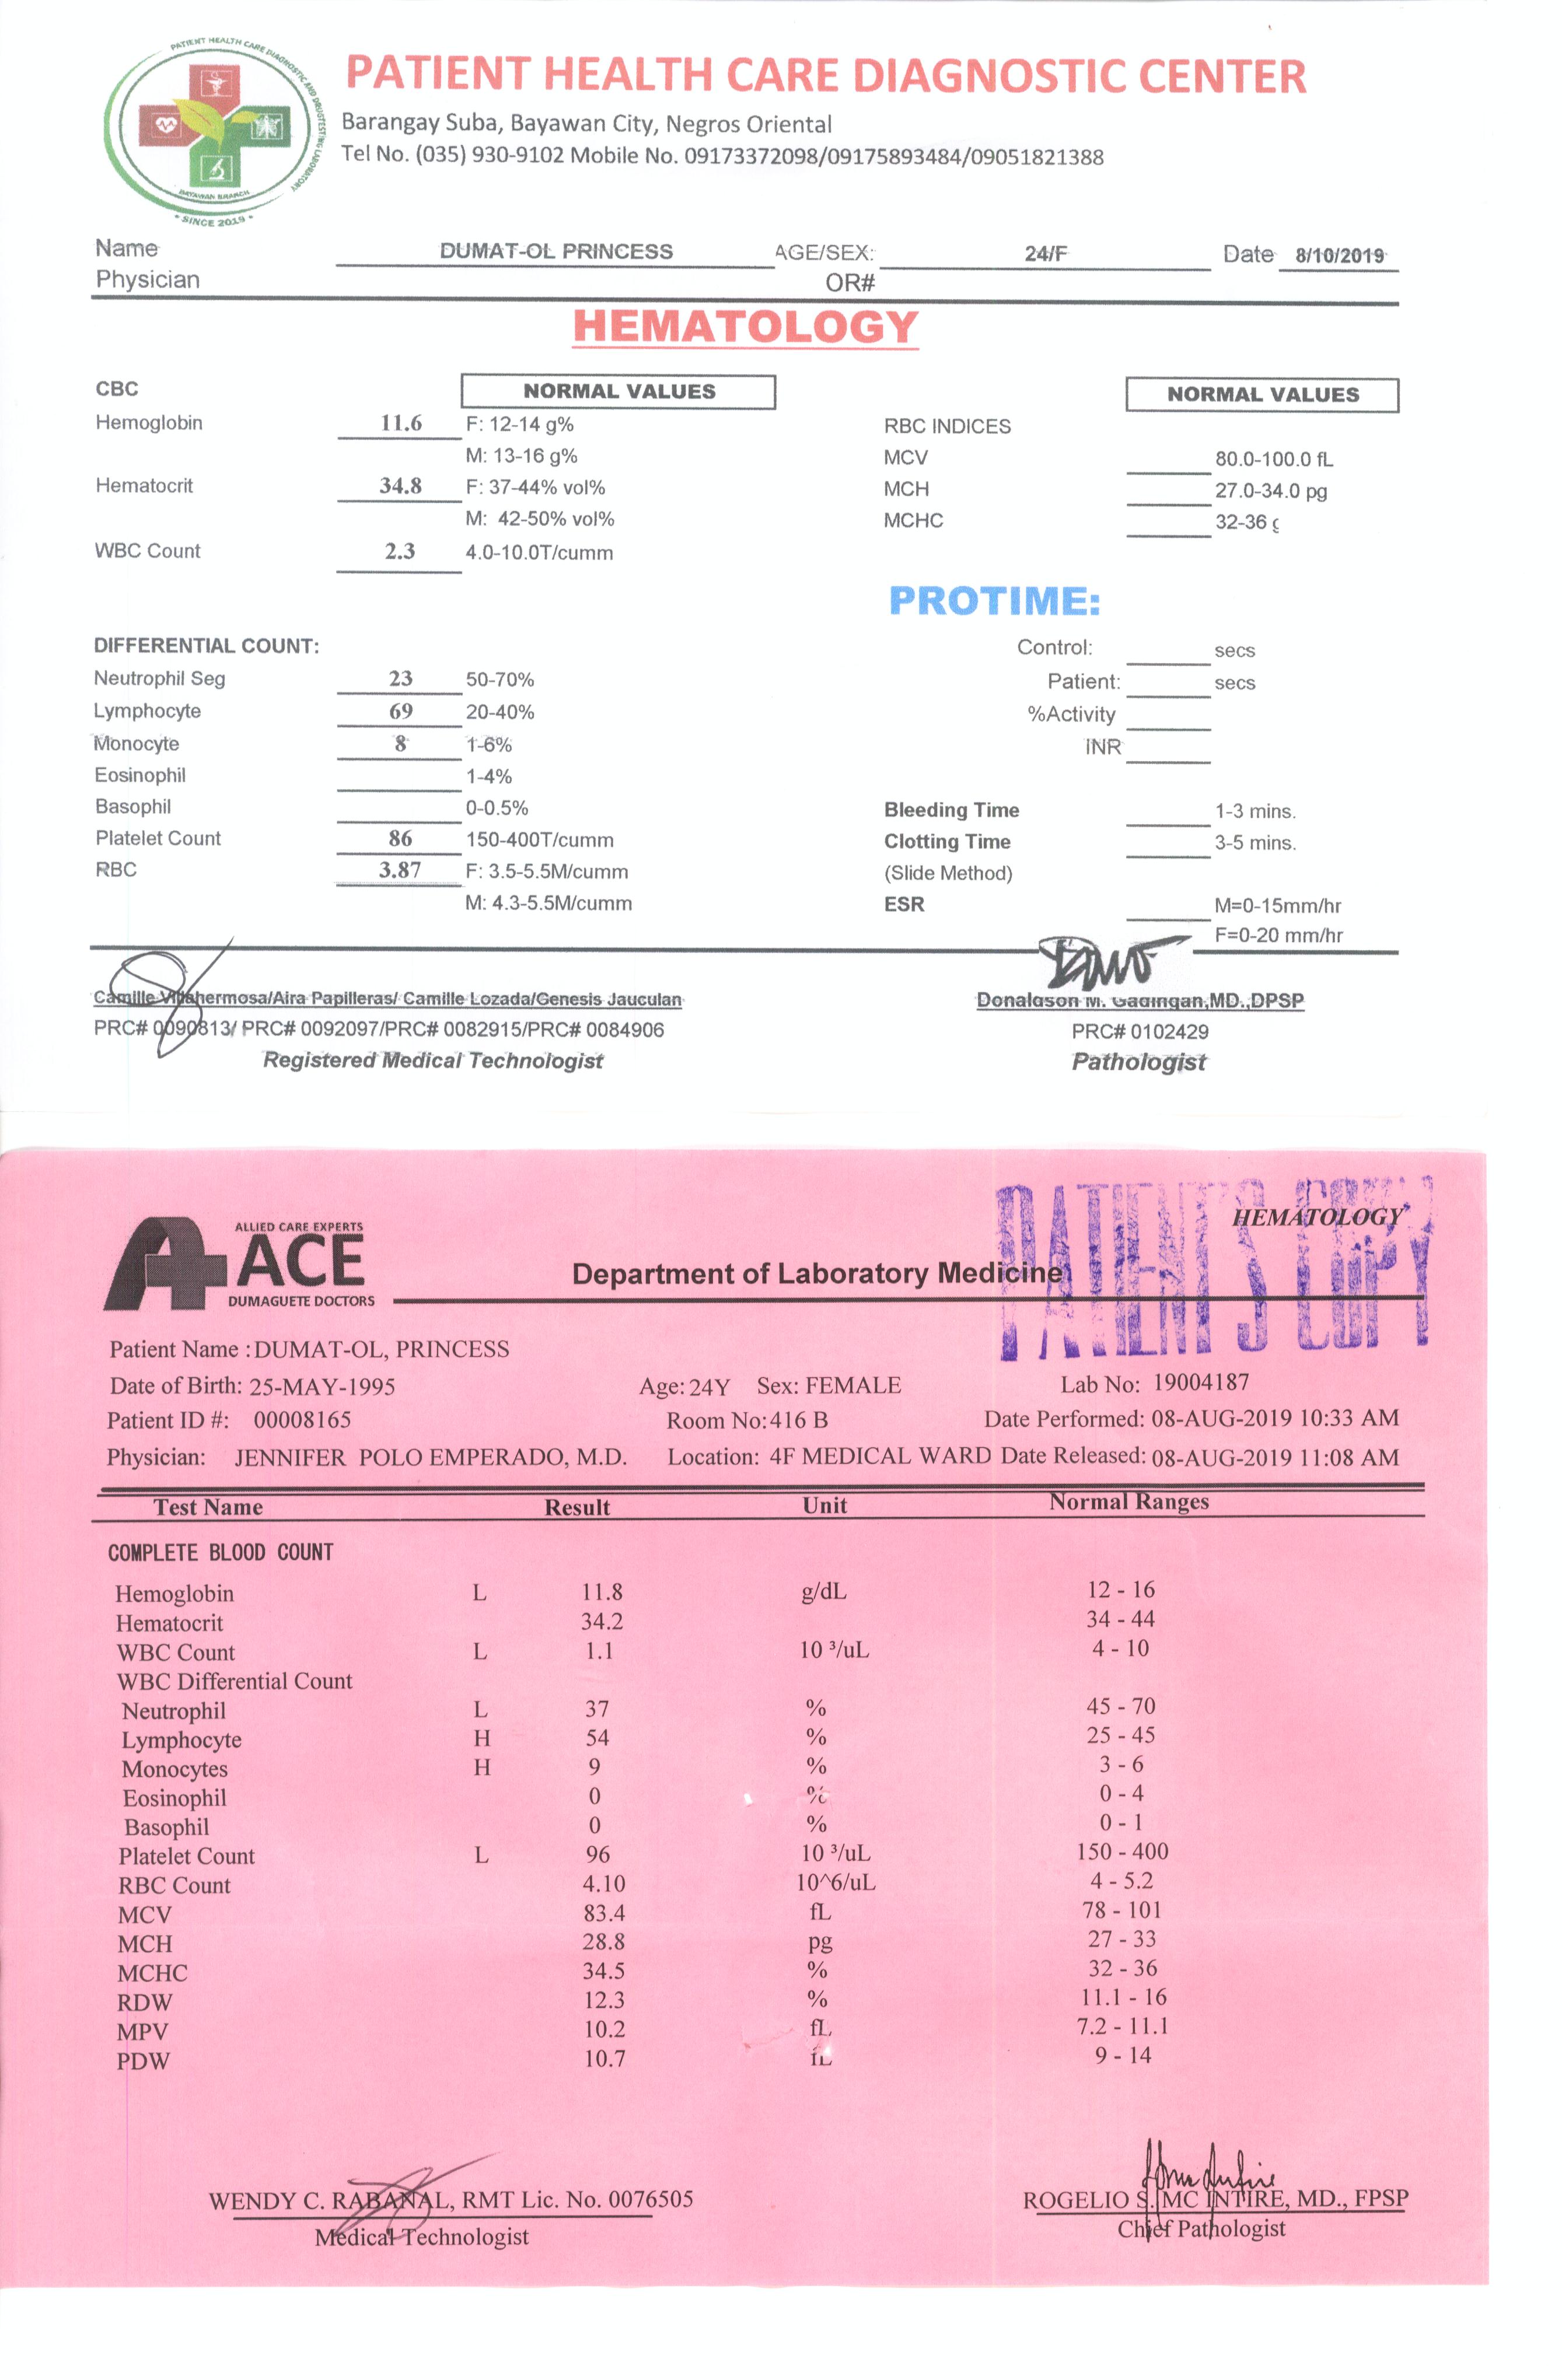 PATIENT HEALTH CARE DIAGNOSTIC AND DRUGTESTING LABORATORY
BAYAWAN BRANCH
• SINCE 2019 •
PATIENT HEALTH CARE DIAGNOSTIC CENTER
Barangay Suba, Bayawan City, Negros Oriental
Tel No. (035) 930-9102 Mobile No. 09173372098/09175893484/09051821388
Name DUMAT-OL PRINCESS AGE/SEX: 24/F Date 8/10/2019
Physician OR#
HEMATOLOGY
CBC NORMAL VALUES NORMAL VALUES
Hemoglobin 11.6 F: 12-14 g% RBC INDICES
M: 13-16 g% MCV 80.0-100.0 fL
Hematocrit 34.8 F: 37-44% vol% MCH 27.0-34.0 pg
M: 42-50% vol% MCHC 32-36 g
WBC Count 2.3 4.0-10.0T/cumm
PROTIME:
DIFFERENTIAL COUNT: Control: secs
Neutrophil Seg 23 50-70% Patient: secs
Lymphocyte 69 20-40% %Activity
Monocyte 8 1-6% INR
Eosinophil 1-4%
Basophil 0-0.5% Bleeding Time 1-3 mins.
Platelet Count 86 150-400T/cumm Clotting Time 3-5 mins.
RBC 3.87 F: 3.5-5.5M/cumm (Slide Method)
M: 4.3-5.5M/cumm ESR M=0-15mm/hr
F=0-20 mm/hr
Camille Villahermosa/Aira Papilleras/ Camille Lozada/Genesis Jauculan Donaldson M. Gadingan,MD.,DPSP
PRC# 0090813/ PRC# 0092097/PRC# 0082915/PRC# 0084906 PRC# 0102429
Registered Medical Technologist Pathologist
PATIENT'S COPY
HEMATOLOGY
ALLIED CARE EXPERTS
ACE
DUMAGUETE DOCTORS
Department of Laboratory Medicine
Patient Name : DUMAT-OL, PRINCESS
Date of Birth: 25-MAY-1995 Age: 24Y Sex: FEMALE Lab No: 19004187
Patient ID #: 00008165 Room No: 416 B Date Performed: 08-AUG-2019 10:33 AM
Physician: JENNIFER POLO EMPERADO, M.D. Location: 4F MEDICAL WARD Date Released: 08-AUG-2019 11:08 AM
Test Name Result Unit Normal Ranges
COMPLETE BLOOD COUNT
Hemoglobin L 11.8 g/dL 12 - 16
Hematocrit 34.2 34 - 44
WBC Count L 1.1 10 ³/uL 4 - 10
WBC Differential Count
Neutrophil L 37 % 45 - 70
Lymphocyte H 54 % 25 - 45
Monocytes H 9 % 3 - 6
Eosinophil 0 % 0 - 4
Basophil 0 % 0 - 1
Platelet Count L 96 10 ³/uL 150 - 400
RBC Count 4.10 10^6/uL 4 - 5.2
MCV 83.4 fL 78 - 101
MCH 28.8 pg 27 - 33
MCHC 34.5 % 32 - 36
RDW 12.3 % 11.1 - 16
MPV 10.2 fL 7.2 - 11.1
PDW 10.7 fL 9 - 14
WENDY C. RABANAL, RMT Lic. No. 0076505 ROGELIO S. MC INTIRE, MD., FPSP
Medical Technologist Chief Pathologist